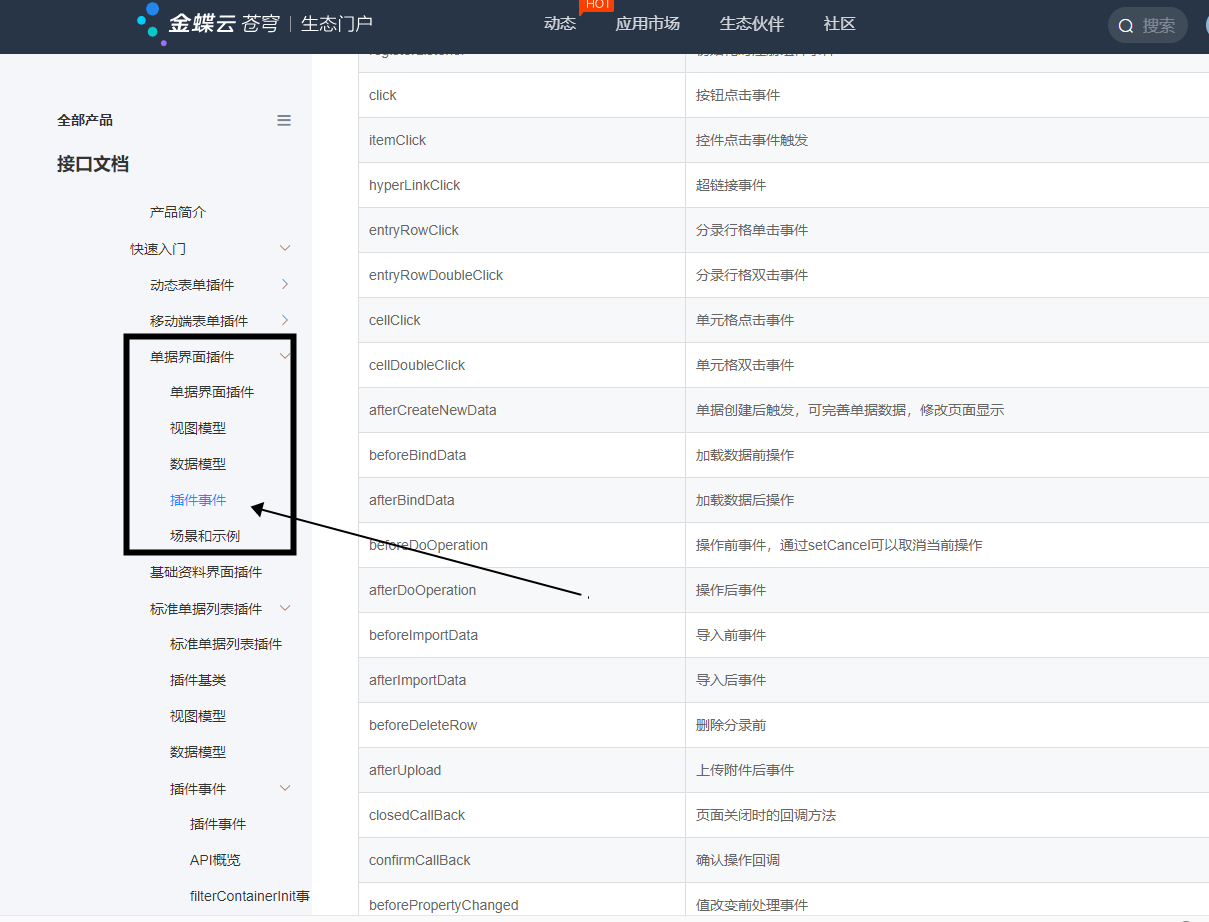 金蝶云 苍穹 生态门户
动态
HOT
应用市场
生态伙伴
社区
搜索
全部产品
接口文档
产品简介
快速入门
动态表单插件
移动端表单插件
单据界面插件
单据界面插件
视图模型
数据模型
插件事件
场景和示例
基础资料界面插件
标准单据列表插件
标准单据列表插件
插件基类
视图模型
数据模型
插件事件
插件事件
API概览
filterContainerInit事
click 按钮点击事件
itemClick 控件点击事件触发
hyperLinkClick 超链接事件
entryRowClick 分录行格单击事件
entryRowDoubleClick 分录行格双击事件
cellClick 单元格点击事件
cellDoubleClick 单元格双击事件
afterCreateNewData 单据创建后触发，可完善单据数据，修改页面显示
beforeBindData 加载数据前操作
afterBindData 加载数据后操作
beforeDoOperation 操作前事件，通过setCancel可以取消当前操作
afterDoOperation 操作后事件
beforeImportData 导入前事件
afterImportData 导入后事件
beforeDeleteRow 删除分录前
afterUpload 上传附件后事件
closedCallBack 页面关闭时的回调方法
confirmCallBack 确认操作回调
beforePropertyChanged 值改变前处理事件